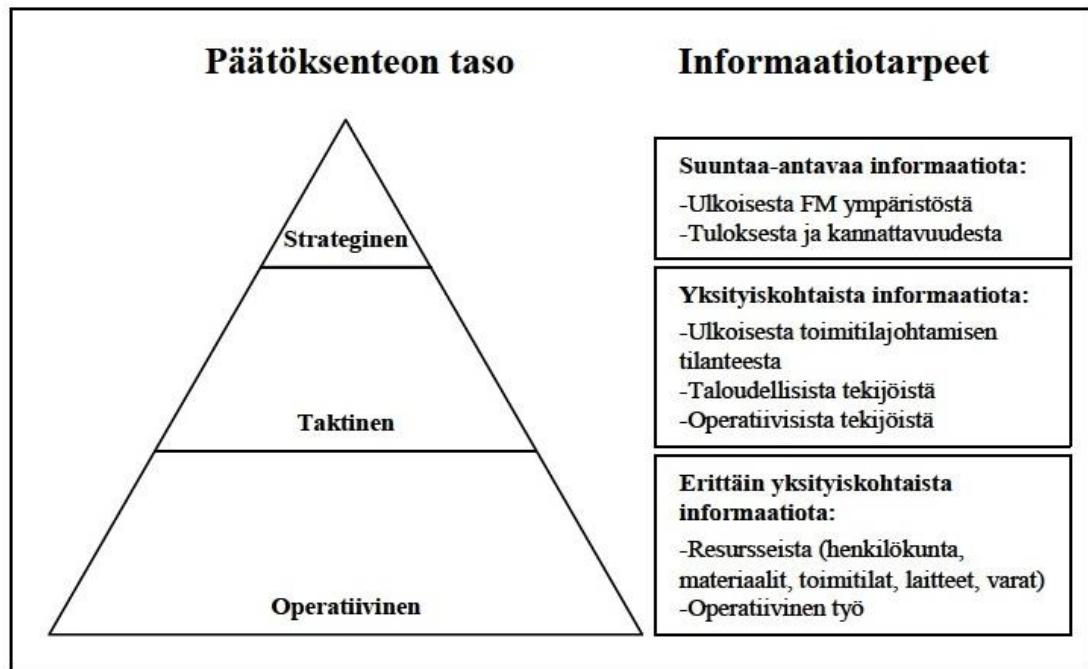 Päätöksenteon taso
Informaatiotarpeet
Strateginen
Taktinen
Operatiivinen
Suuntaa-antavaa informaatiota:
-Ulkoisesta FM ympäristöstä
-Tuloksesta ja kannattavuudesta
Yksityiskohtaista informaatiota:
-Ulkoisesta toimitilajohtamisen
tilanteesta
-Taloudellisista tekijöistä
-Operatiivisista tekijöistä
Erittäin yksityiskohtaista
informaatiota:
-Resursseista (henkilökunta,
materiaalit, toimitilat, laitteet, varat)
-Operatiivinen työ